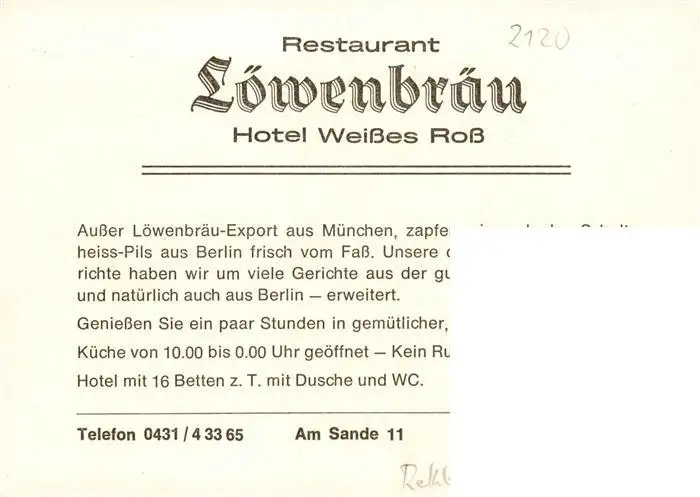 2120
Restaurant
Löwenbräu
Hotel Weißes Roß
Außer Löwenbräu-Export aus München,
heiss-Pils aus Berlin frisch vom Faß. Unsere
richte haben wir um viele Gerichte aus der
und natürlich auch aus Berlin — erweitert.
Genießen Sie ein paar Stunden in gemütlicher,
Küche von 10.00 bis 0.00 Uhr geöffnet — Kein
Hotel mit 16 Betten z. T. mit Dusche und WC.
Telefon 0431 / 4 33 65 Am Sande 11